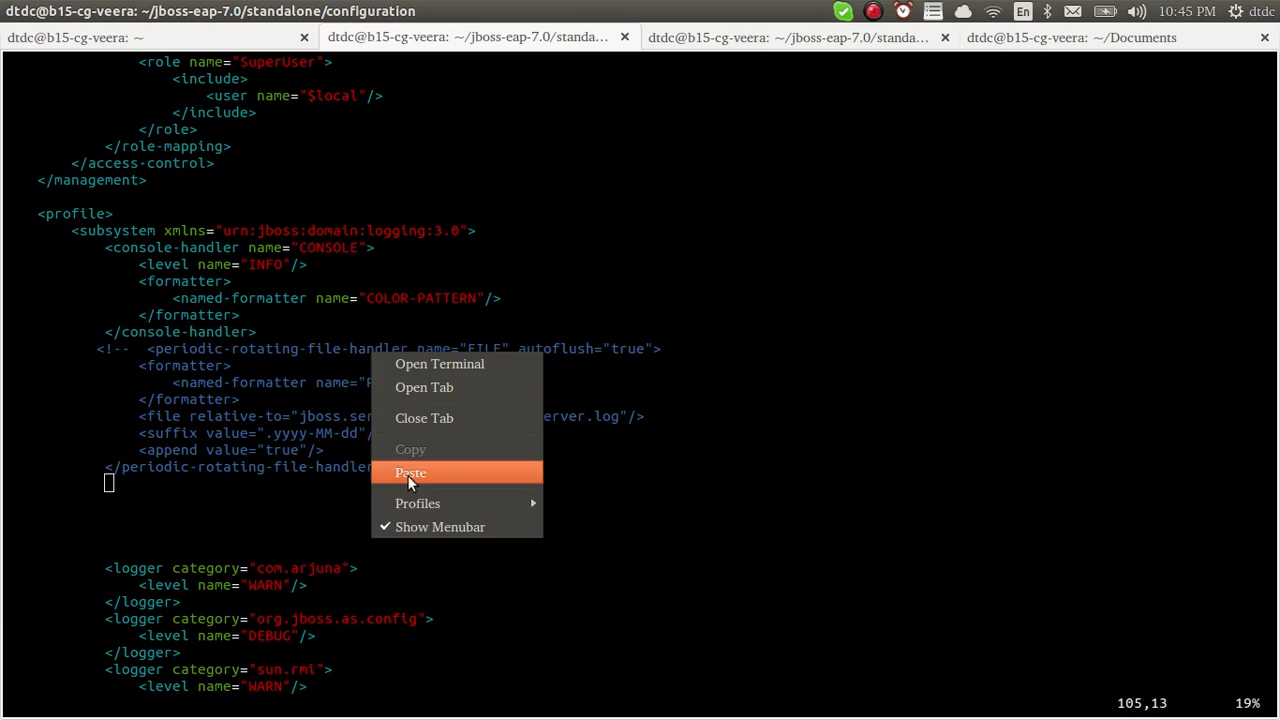 dtdc@b15-cg-veera: ~/jboss-eap-7.0/standalone/configuration En 10:45 PM dtdc
dtdc@b15-cg-veera: ~ dtdc@b15-cg-veera: ~/jboss-eap-7.0/standa... dtdc@b15-cg-veera: ~/jboss-eap-7.0/standa... dtdc@b15-cg-veera: ~/Documents
<role name="SuperUser">
<include>
<user name="$local"/>
</include>
</role>
</role-mapping>
</access-control>
</management>
<profile>
<subsystem xmlns="urn:jboss:domain:logging:3.0">
<console-handler name="CONSOLE">
<level name="INFO"/>
<formatter>
<named-formatter name="COLOR-PATTERN"/>
</formatter>
</console-handler>
<!-- <periodic-rotating-file-handler name="FILE" autoflush="true">
<formatter>
<named-formatter name="
</formatter>
<file relative-to="jboss.ser erver.log"/>
<suffix value=".yyyy-MM-dd"/
<append value="true"/>
</periodic-rotating-file-handler
Open Terminal
Open Tab
Close Tab
Copy
Paste
Profiles
Show Menubar
<logger category="com.arjuna">
<level name="WARN"/>
</logger>
<logger category="org.jboss.as.config">
<level name="DEBUG"/>
</logger>
<logger category="sun.rmi">
<level name="WARN"/>
105,13 19%